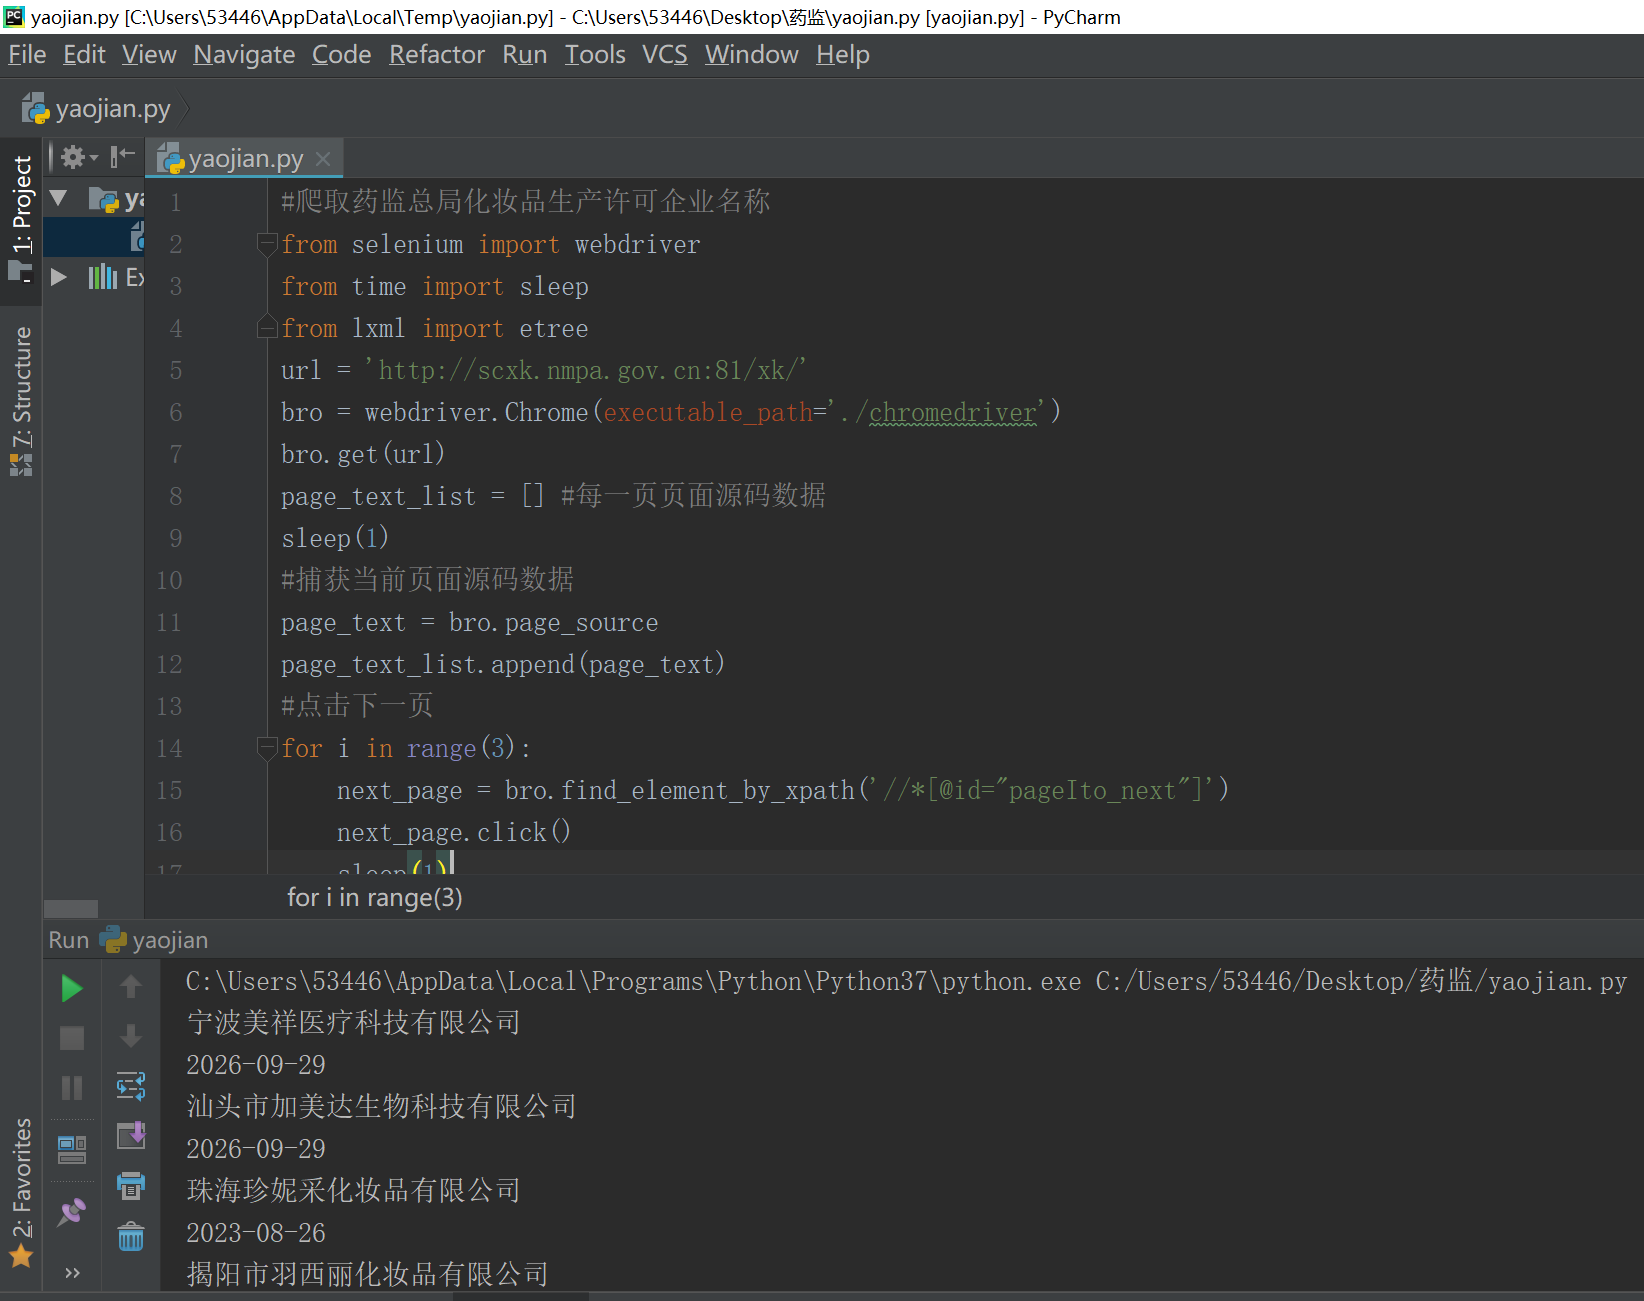 yaojian.py [C:\Users\53446\AppData\Local\Temp\yaojian.py] - C:\Users\53446\Desktop\药监\yaojian.py [yaojian.py] - PyCharm
File Edit View Navigate Code Refactor Run Tools VCS Window Help
yaojian.py
yaojian.py
1: Project
7: Structure
2: Favorites
ya
Ex
1 #爬取药监总局化妆品生产许可企业名称
2 from selenium import webdriver
3 from time import sleep
4 from lxml import etree
5 url = 'http://scxk.nmpa.gov.cn:81/xk/'
6 bro = webdriver.Chrome(executable_path='./chromedriver')
7 bro.get(url)
8 page_text_list = [] #每一页页面源码数据
9 sleep(1)
10 #捕获当前页面源码数据
11 page_text = bro.page_source
12 page_text_list.append(page_text)
13 #点击下一页
14 for i in range(3):
15 next_page = bro.find_element_by_xpath('//*[@id="pageIto_next"]')
16 next_page.click()
17 sleep(1)
for i in range(3)
Run yaojian
C:\Users\53446\AppData\Local\Programs\Python\Python37\python.exe C:/Users/53446/Desktop/药监/yaojian.py
宁波美祥医疗科技有限公司
2026-09-29
汕头市加美达生物科技有限公司
2026-09-29
珠海珍妮采化妆品有限公司
2023-08-26
揭阳市羽西丽化妆品有限公司